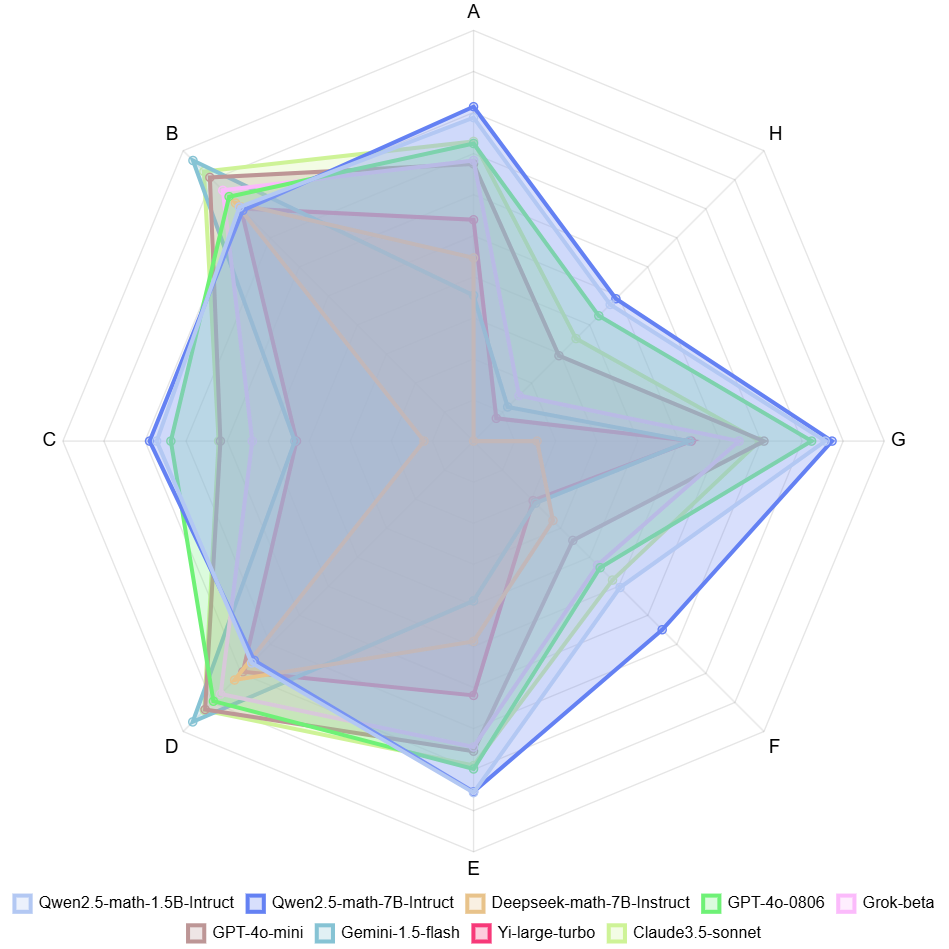 A
B
H
C
G
D
F
E
Qwen2.5-math-1.5B-Intruct Qwen2.5-math-7B-Intruct Deepseek-math-7B-Instruct GPT-4o-0806 Grok-beta
GPT-4o-mini Gemini-1.5-flash Yi-large-turbo Claude3.5-sonnet